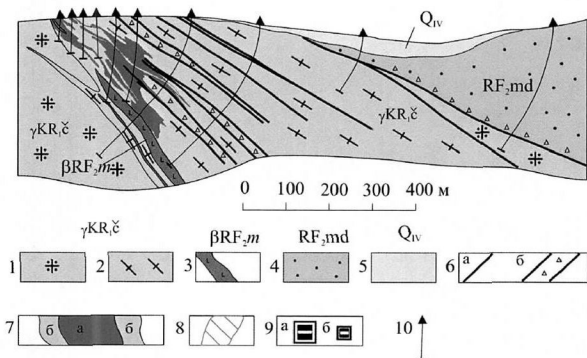 Q_IV
RF₂md
γKR₁č
γKR₁č
βRF₂m
0 100 200 300 400 м
γKR₁č βRF₂m RF₂md Q_IV
1 2 3 4 5 6 а б
7 б а б 8 9 а б 10